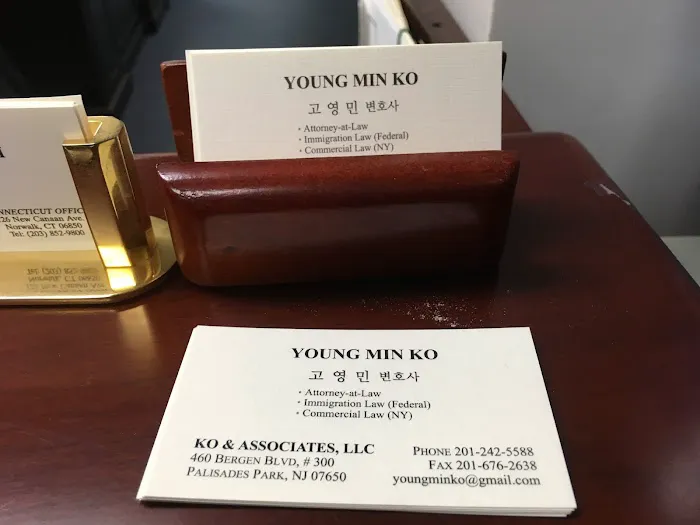 YOUNG MIN KO
고 영 민 변호사
· Attorney-at-Law
· Immigration Law (Federal)
· Commercial Law (NY)
NNECTICUT OFFIC
26 New Canaan Ave.
Norwalk, CT 06850
Tel: (203) 852-9800
YOUNG MIN KO
고 영 민 변호사
· Attorney-at-Law
· Immigration Law (Federal)
· Commercial Law (NY)
KO & ASSOCIATES, LLC
460 BERGEN BLVD, # 300
PALISADES PARK, NJ 07650
PHONE 201-242-5588
FAX 201-676-2638
youngminko@gmail.com